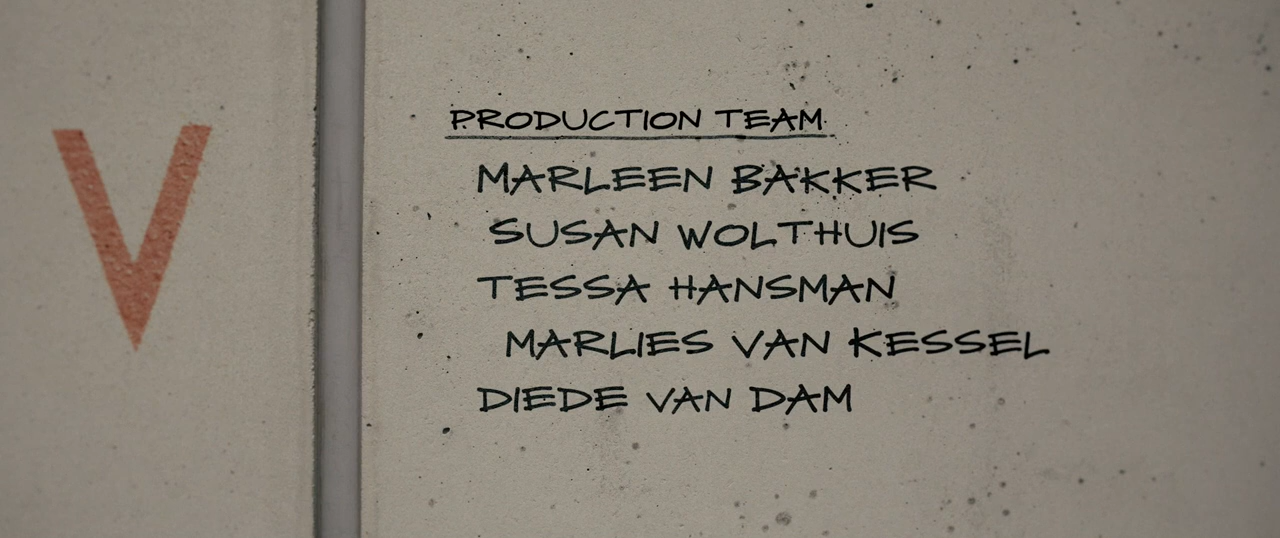 V
PRODUCTION TEAM
MARLEEN BAKKER
SUSAN WOLTHUIS
TESSA HANSMAN
MARLIES VAN KESSEL
DIEDE VAN DAM